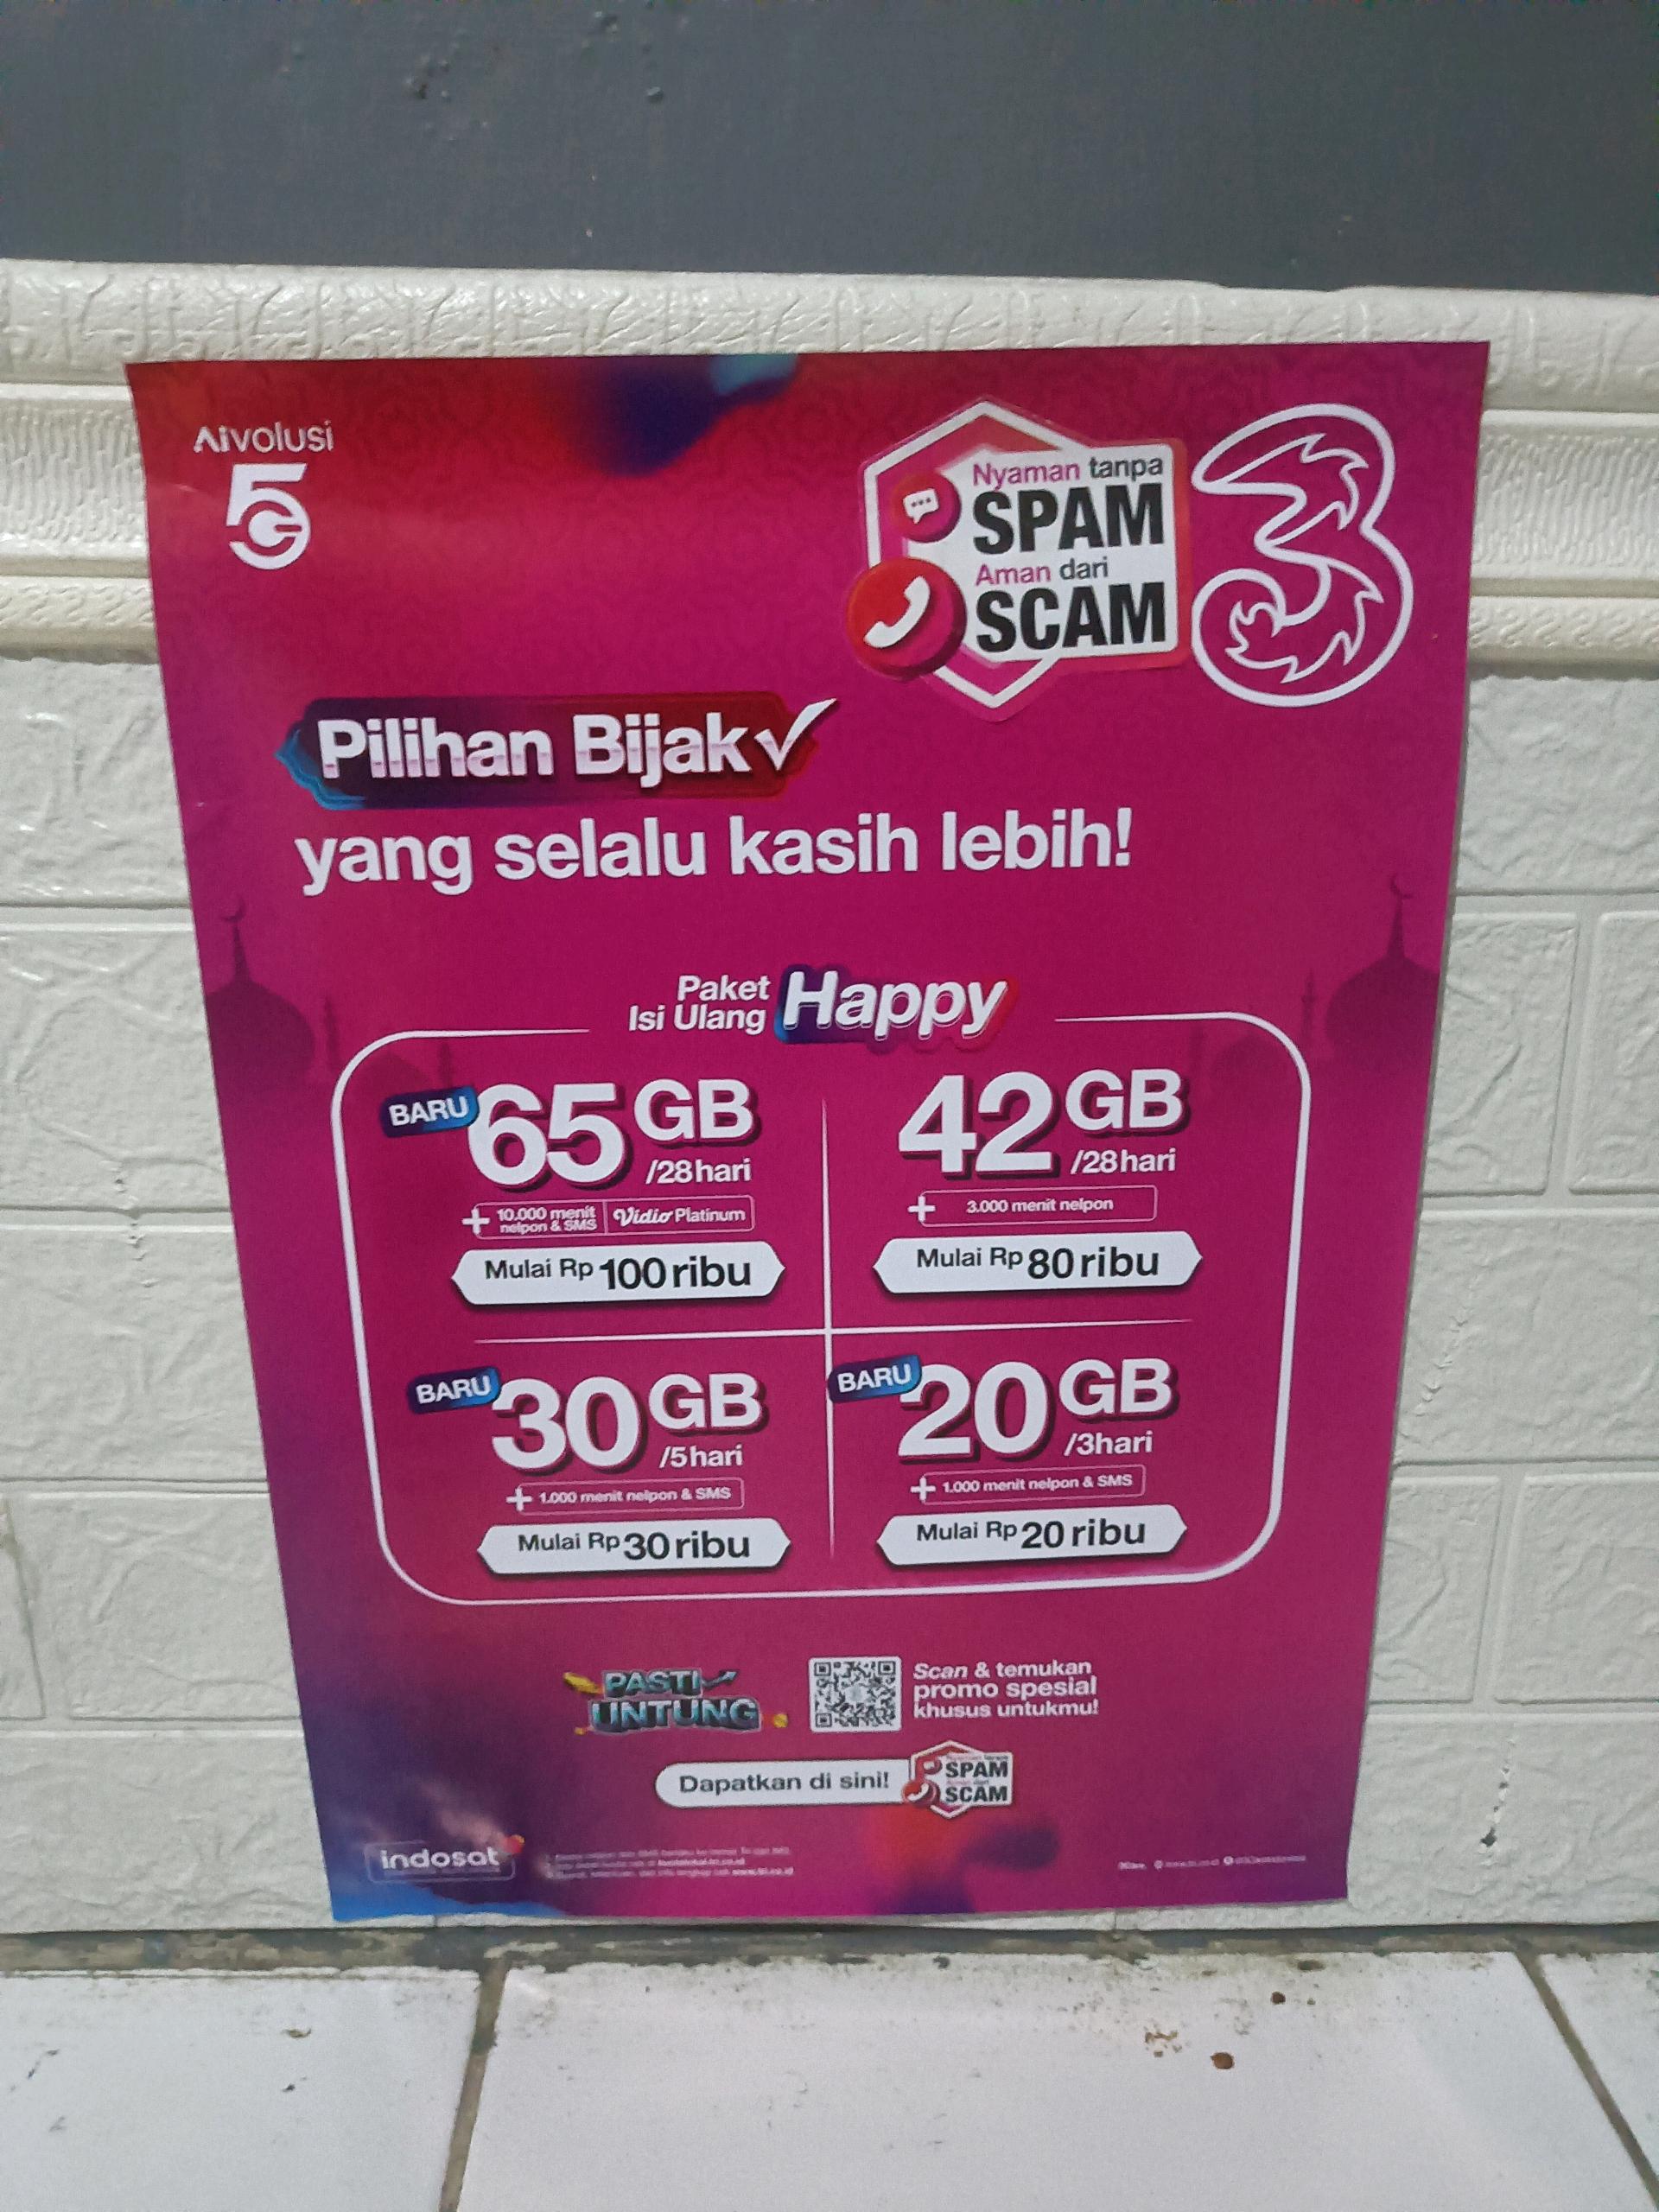 AIVOLUSI
5G
Nyaman tanpa
SPAM
Aman dari
SCAM
3
Pilihan Bijak
yang selalu kasih lebih!
Paket
Isi Ulang
Happy
BARU
65 GB
/28hari
+ 10.000 menit
nelpon & SMS
Vidio Platinum
Mulai Rp 100 ribu
42 GB
/28hari
+ 3.000 menit nelpon
Mulai Rp 80 ribu
BARU
30 GB
/5hari
+ 1.000 menit nelpon & SMS
Mulai Rp 30 ribu
BARU
20 GB
/3hari
+ 1.000 menit nelpon & SMS
Mulai Rp 20 ribu
PASTI
UNTUNG
Scan & temukan
promo spesial
khusus untukmu!
Dapatkan di sini!
SPAM
SCAM
indosat